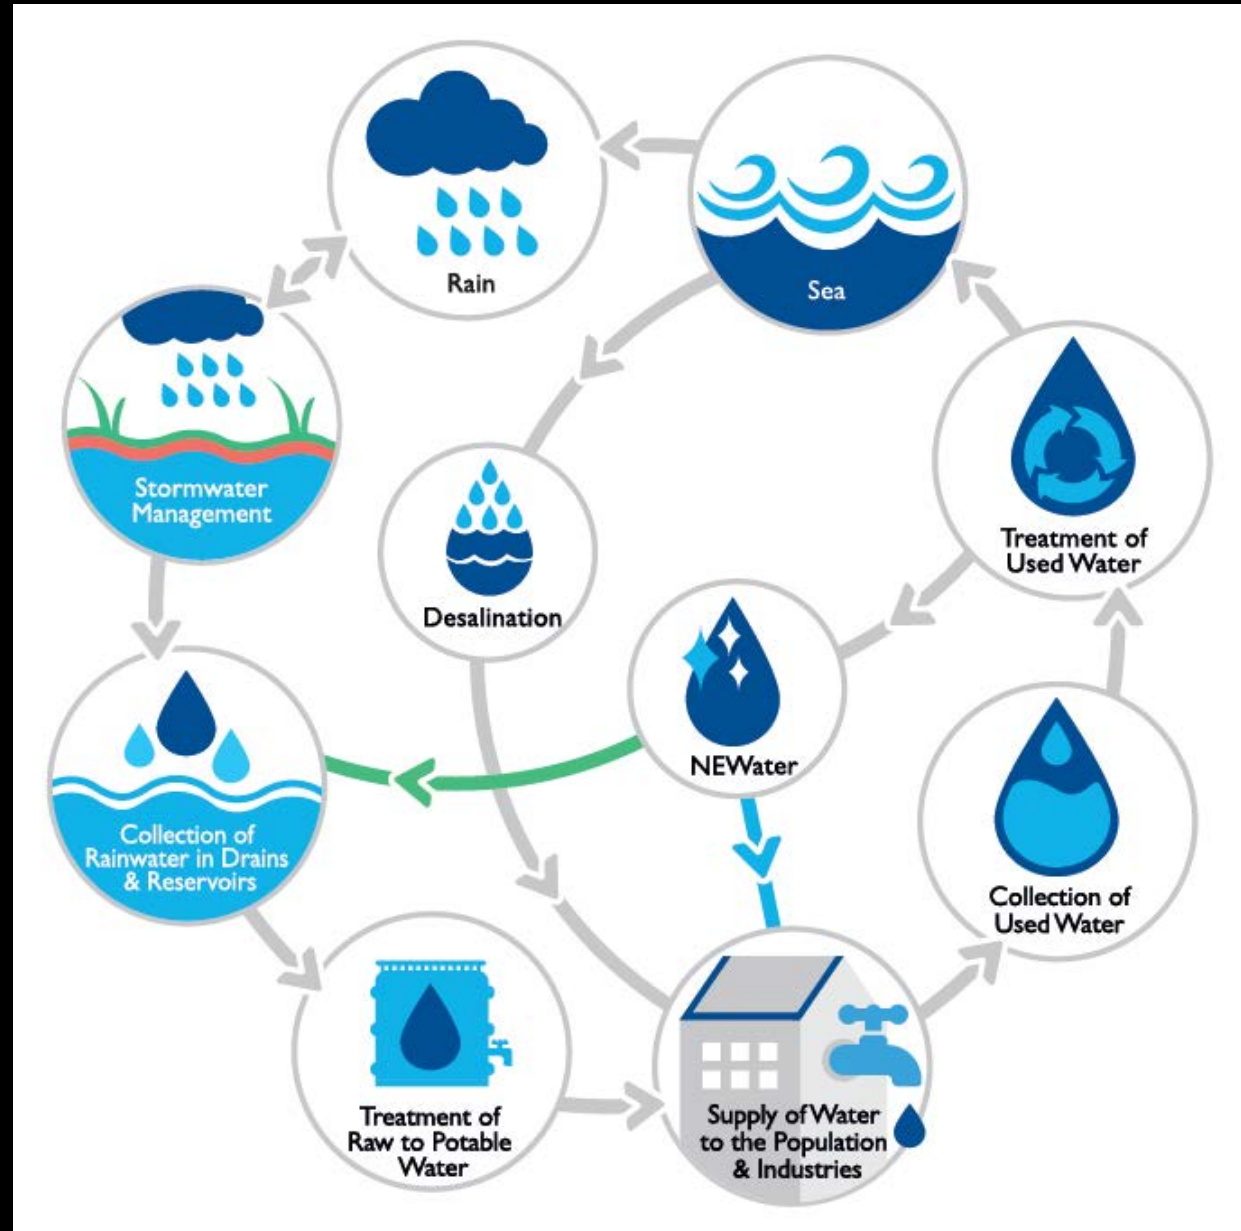 Rain
Sea
Stormwater
Management
Treatment of
Used Water
Desalination
NEWater
Collection of
Rainwater in Drains
& Reservoirs
Collection of
Used Water
Treatment of
Raw to Potable
Water
Supply of Water
to the Population
& Industries